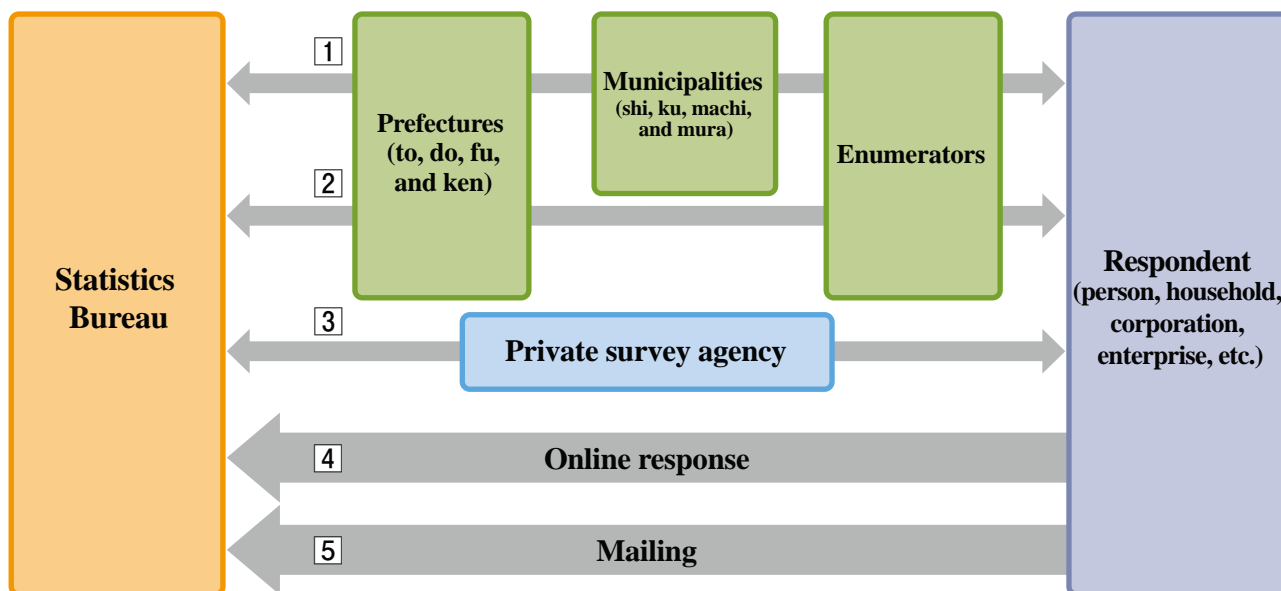 Statistics
Bureau
1
2
3
4
5
Prefectures
(to, do, fu,
and ken)
Municipalities
(shi, ku, machi,
and mura)
Enumerators
Private survey agency
Online response
Mailing
Respondent
(person, household,
corporation,
enterprise, etc.)